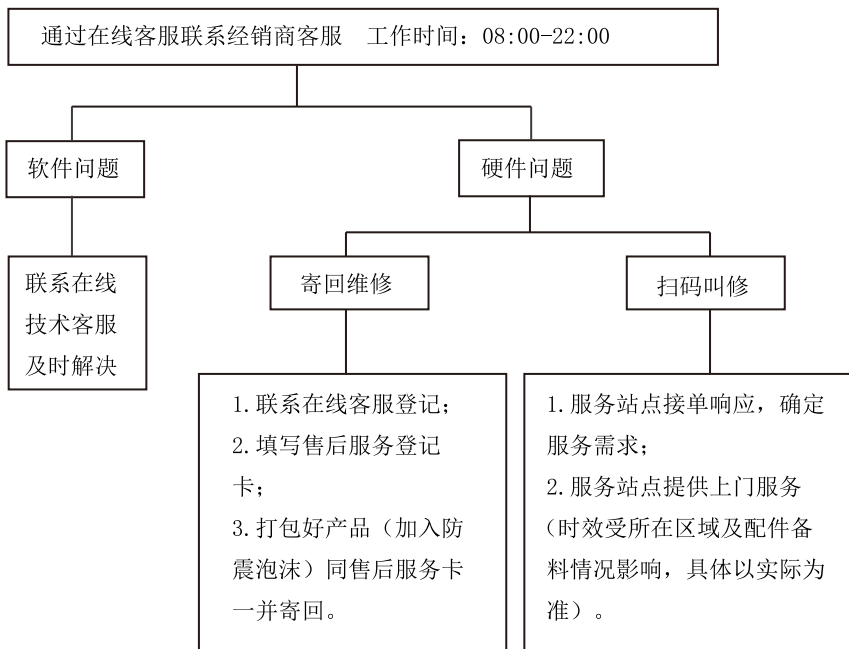 通过在线客服联系经销商客服　工作时间：08:00-22:00
软件问题
硬件问题
联系在线
技术客服
及时解决
寄回维修
扫码叫修
1.联系在线客服登记；
2.填写售后服务登记
卡；
3.打包好产品（加入防
震泡沫）同售后服务卡
一并寄回。
1.服务站点接单响应，确定
服务需求；
2.服务站点提供上门服务
（时效受所在区域及配件备
料情况影响，具体以实际为
准）。